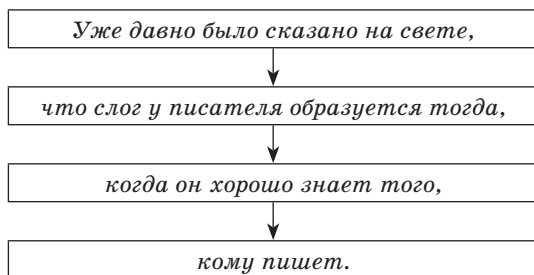 Уже давно было сказано на свете,
что слог у писателя образуется тогда,
когда он хорошо знает того,
кому пишет.